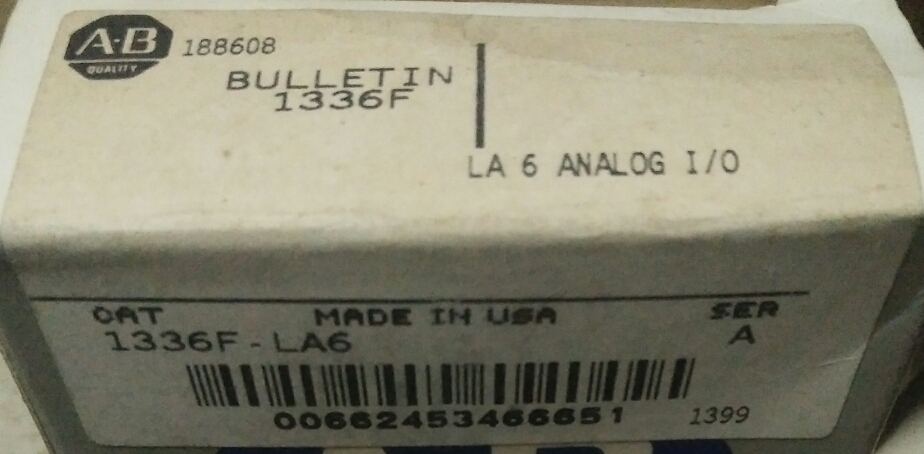 A-B 188608
QUALITY
BULLETIN
1336F
LA 6 ANALOG I/O
CAT MADE IN USA SER
1336F-LA6 A
00662453466651 1399